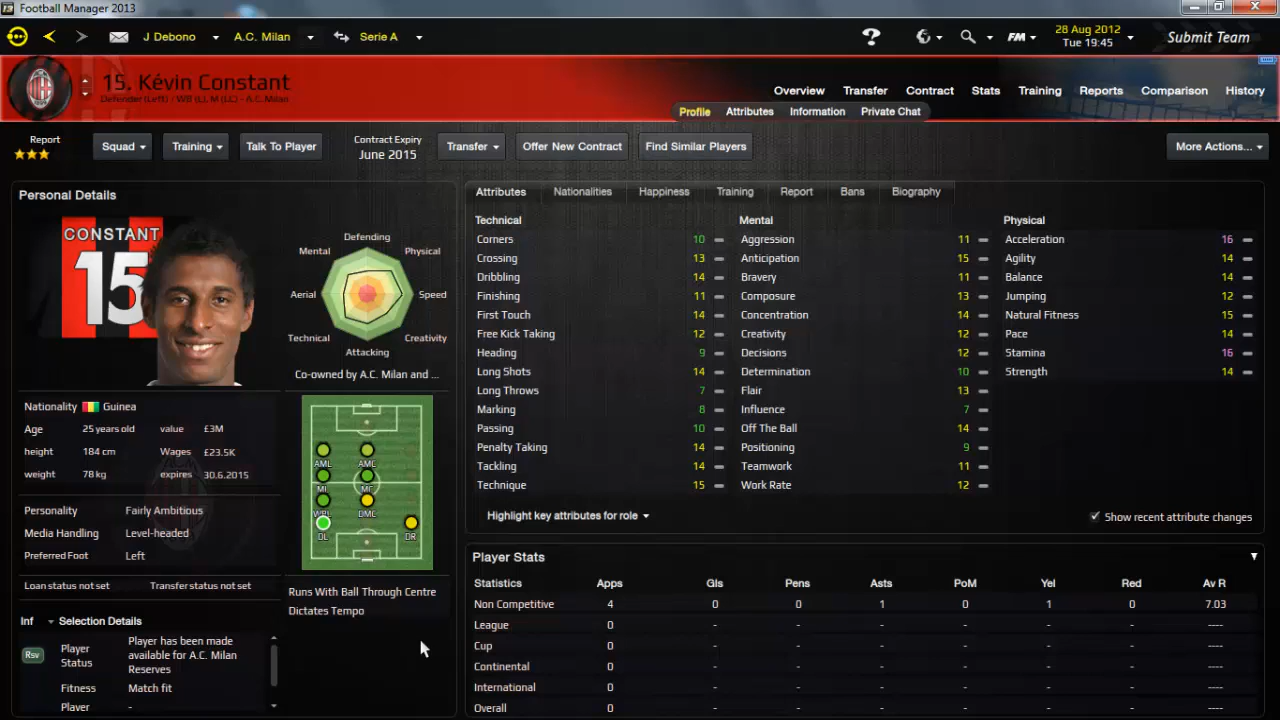 Football Manager 2013
J Debono A.C. Milan Serie A FM 28 Aug 2012 Tue 19:45 Submit Team
15. Kévin Constant
Defender (Left) / WB (L), M (LC) - A.C.Milan
Overview Transfer Contract Stats Training Reports Comparison History
Profile Attributes Information Private Chat
Report Squad Training Talk To Player Contract Expiry June 2015 Transfer Offer New Contract Find Similar Players More Actions...
Personal Details
CONSTANT
15
Defending
Mental Physical
Aerial Speed
Technical Creativity
Attacking
Co-owned by A.C. Milan and ...
Nationality Guinea
Age 25 years old value £3M
height 184 cm Wages £23.5K
weight 78 kg expires 30.6.2015
Personality Fairly Ambitious
Media Handling Level-headed
Preferred Foot Left
Loan status not set Transfer status not set
AML AMC
ML MC
WBL DMC
DL DR
Runs With Ball Through Centre
Dictates Tempo
Inf Selection Details
Rsv Player Status Player has been made available for A.C. Milan Reserves
Fitness Match fit
Player -
Attributes Nationalities Happiness Training Report Bans Biography
Technical Mental Physical
Corners 10 Aggression 11 Acceleration 16
Crossing 13 Anticipation 15 Agility 14
Dribbling 14 Bravery 11 Balance 14
Finishing 11 Composure 13 Jumping 12
First Touch 14 Concentration 14 Natural Fitness 15
Free Kick Taking 12 Creativity 12 Pace 14
Heading 9 Decisions 12 Stamina 16
Long Shots 14 Determination 10 Strength 14
Long Throws 7 Flair 13
Marking 8 Influence 7
Passing 10 Off The Ball 14
Penalty Taking 14 Positioning 9
Tackling 14 Teamwork 11
Technique 15 Work Rate 12
Highlight key attributes for role Show recent attribute changes
Player Stats
Statistics Apps Gls Pens Asts PoM Yel Red Av R
Non Competitive 4 0 0 1 0 1 0 7.03
League 0 - - - - - - ----
Cup 0 - - - - - - ----
Continental 0 - - - - - - ----
International 0 - - - - - - ----
Overall 0 - - - - - - ----